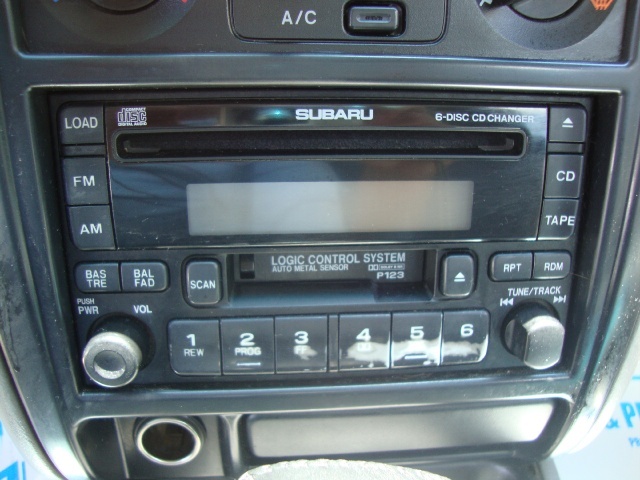 A/C
LOAD
COMPACT
disc
DIGITAL AUDIO
SUBARU
6-DISC CD CHANGER
FM
CD
AM
TAPE
LOGIC CONTROL SYSTEM
AUTO METAL SENSOR
P123
BAS
TRE
BAL
FAD
SCAN
RPT
RDM
PUSH
PWR
VOL
TUNE/TRACK
1
REW
2
PROG
3
FF
4
5
6